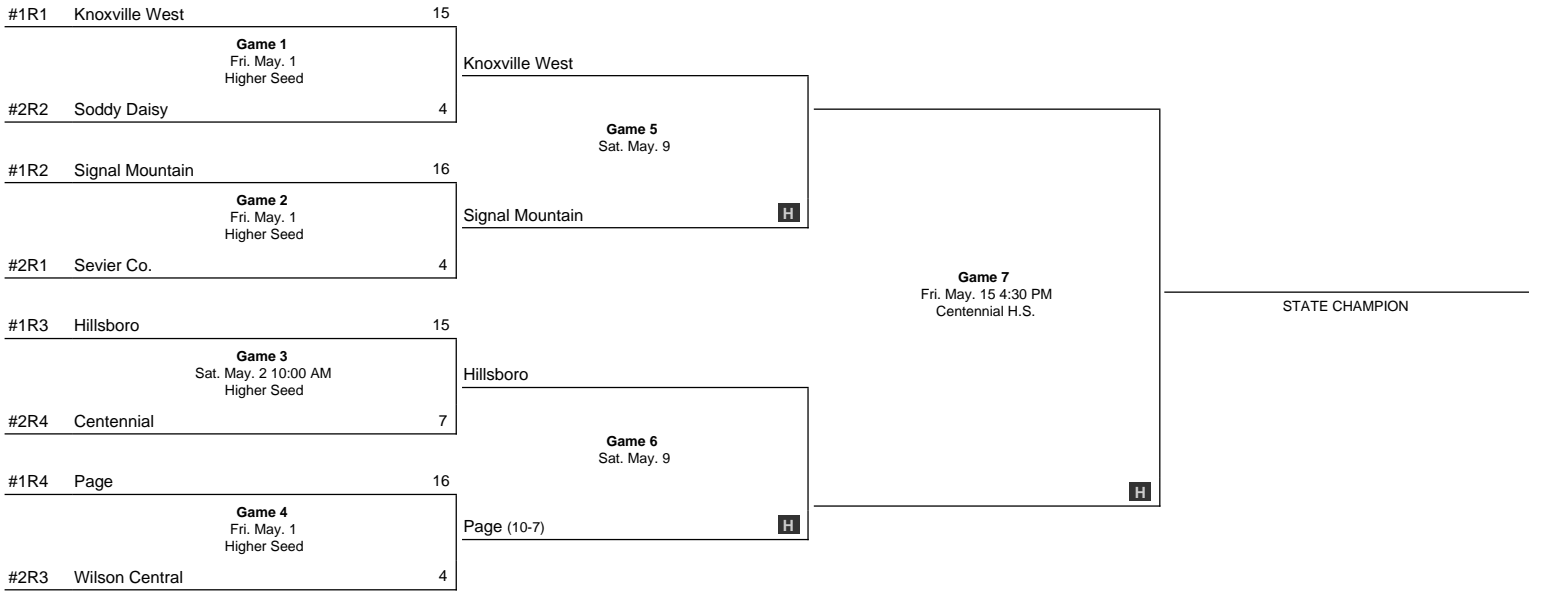 #1R1 Knoxville West 15
Game 1
Fri. May. 1
Higher Seed
#2R2 Soddy Daisy 4
#1R2 Signal Mountain 16
Game 2
Fri. May. 1
Higher Seed
#2R1 Sevier Co. 4
#1R3 Hillsboro 15
Game 3
Sat. May. 2 10:00 AM
Higher Seed
#2R4 Centennial 7
#1R4 Page 16
Game 4
Fri. May. 1
Higher Seed
#2R3 Wilson Central 4
Knoxville West
Game 5
Sat. May. 9
Signal Mountain H
Hillsboro
Game 6
Sat. May. 9
Page (10-7) H
Game 7
Fri. May. 15 4:30 PM
Centennial H.S.
H
STATE CHAMPION